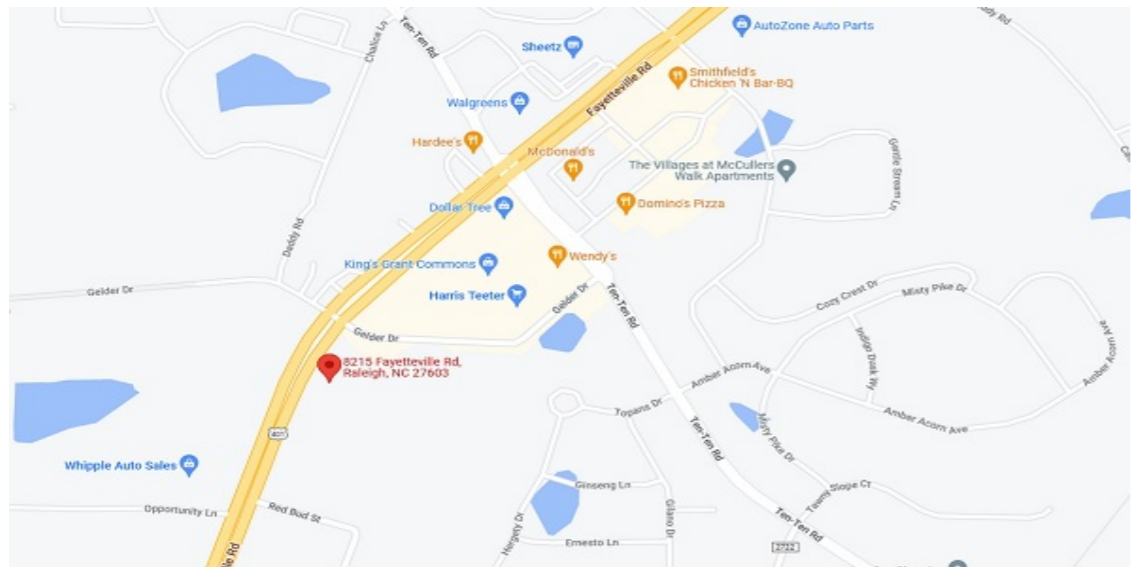 Chalice Ln
Ten-Ten Rd
Sheetz
AutoZone Auto Parts
Smithfield's
Chicken 'N Bar-BQ
Fayetteville Rd
Walgreens
Hardee's
McDonald's
The Villages at McCullers
Walk Apartments
Gentle Stream Ln
Dollar Tree
Domino's Pizza
Daddy Rd
King's Grant Commons
Wendy's
Gelder Dr
Harris Teeter
Gelder Dr
Ten-Ten Rd
Cozy Crest Dr
Misty Pike Dr
Gelder Dr
Indigo Dusk Wy
Amber Acorn Ave
8215 Fayetteville Rd,
Raleigh, NC 27603
Amber Acorn Ave
Topans Dr
Amber Acorn Ave
401
Misty Pike Dr
Ten-Ten Rd
Whipple Auto Sales
Ginseng Ln
Tawny Slope Ct
Opportunity Ln
Red Bud St
Gilano Dr
Hergety Dr
Ten-Ten Rd
Ernesto Ln
2722